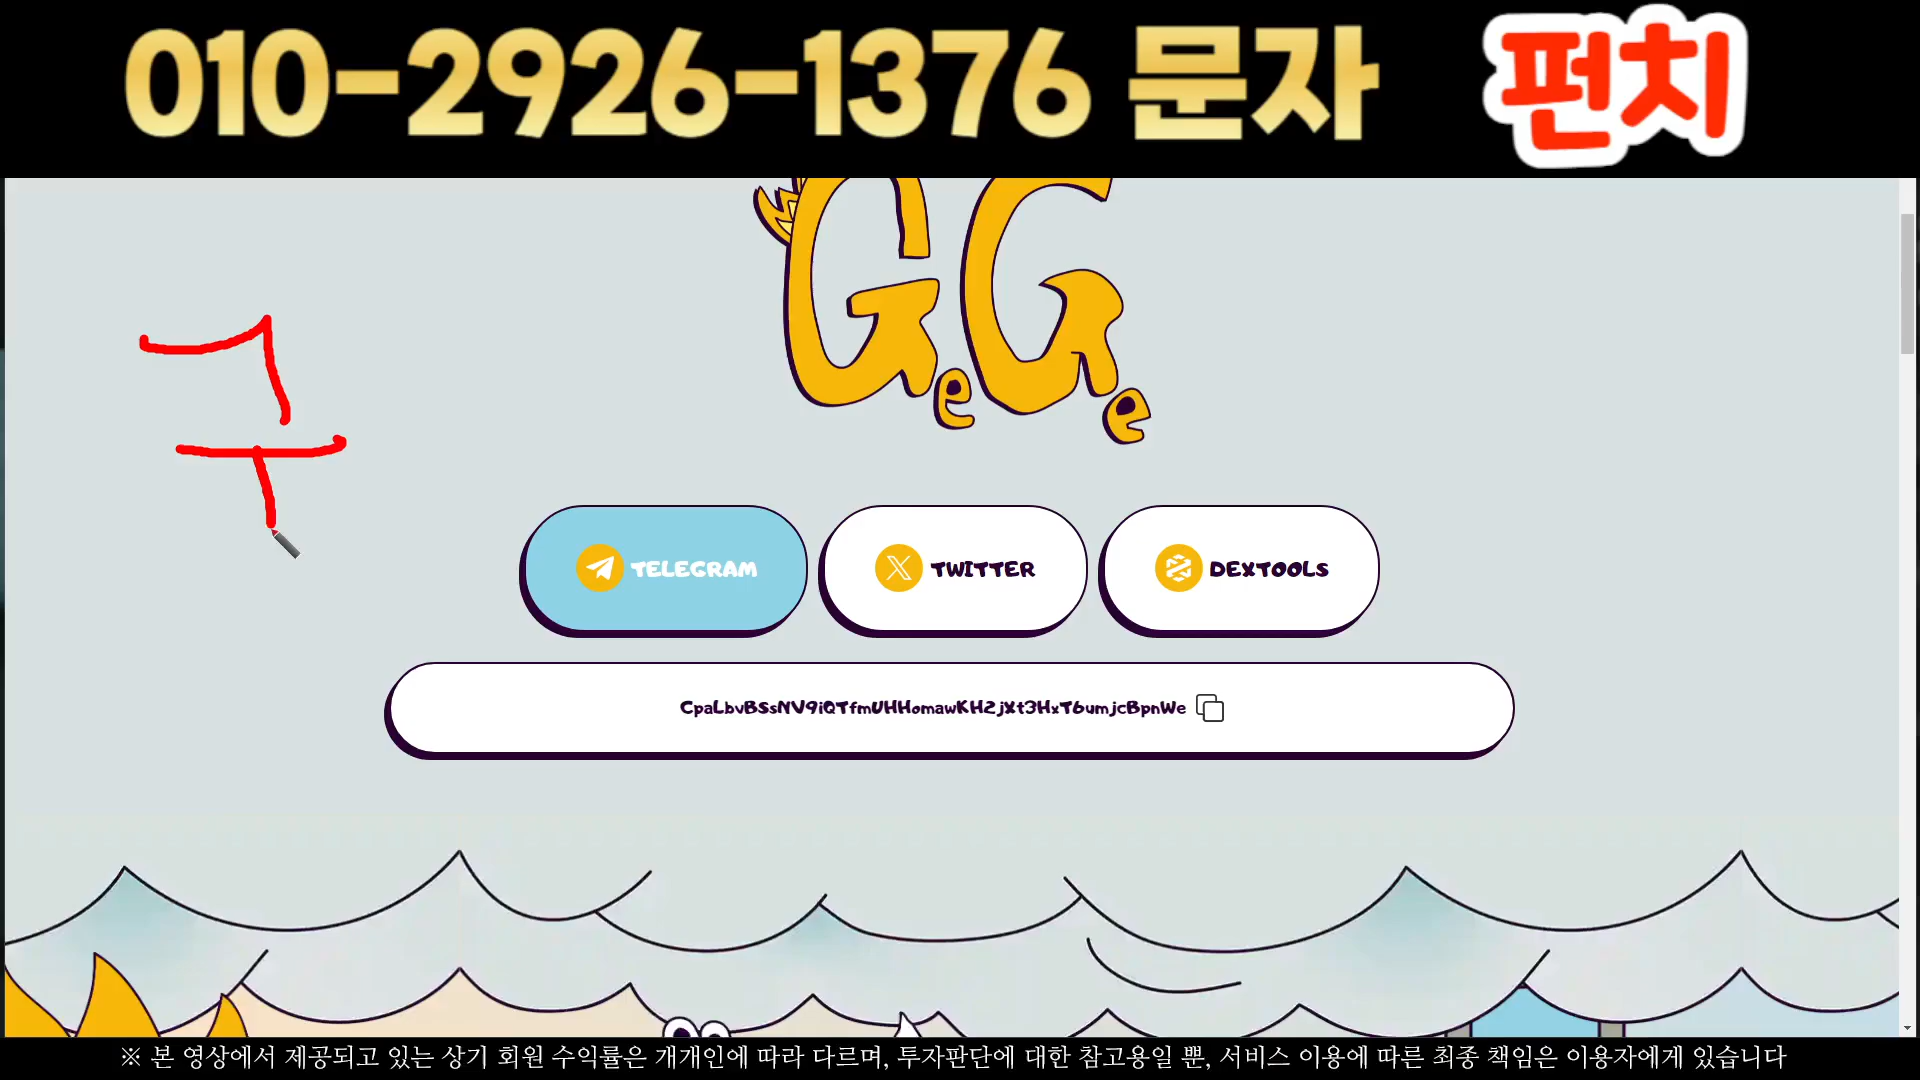 010-2926-1376 문자 펀치
GeGe
구
TELEGRAM TWITTER DEXTOOLS
CpaLbvBSsNV9iQTfmUHHomawKH2jXt3HxT6umjcBpnWe
※ 본 영상에서 제공되고 있는 상기 회원 수익률은 개개인에 따라 다르며, 투자판단에 대한 참고용일 뿐, 서비스 이용에 따른 최종 책임은 이용자에게 있습니다